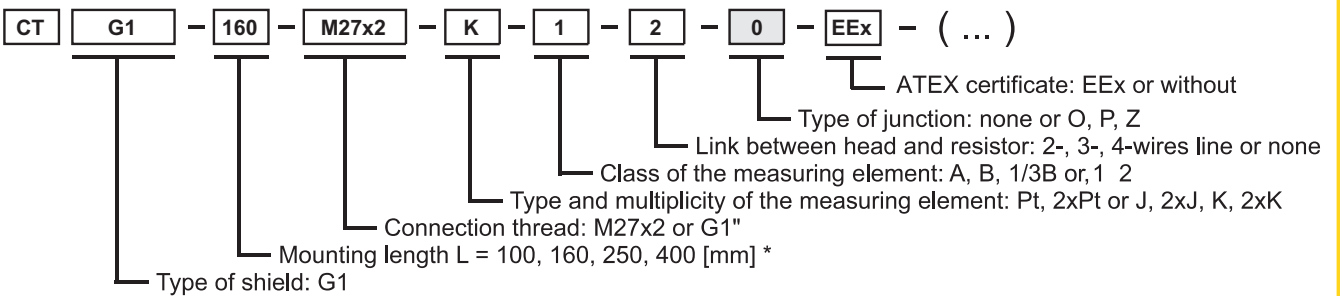 CT G1 – 160 – M27x2 – K – 1 – 2 – 0 – EEx – (...)
ATEX certificate: EEx or without
Type of junction: none or O, P, Z
Link between head and resistor: 2-, 3-, 4-wires line or none
Class of the measuring element: A, B, 1/3B or,1 2
Type and multiplicity of the measuring element: Pt, 2xPt or J, 2xJ, K, 2xK
Connection thread: M27x2 or G1"
Mounting length L = 100, 160, 250, 400 [mm] *
Type of shield: G1